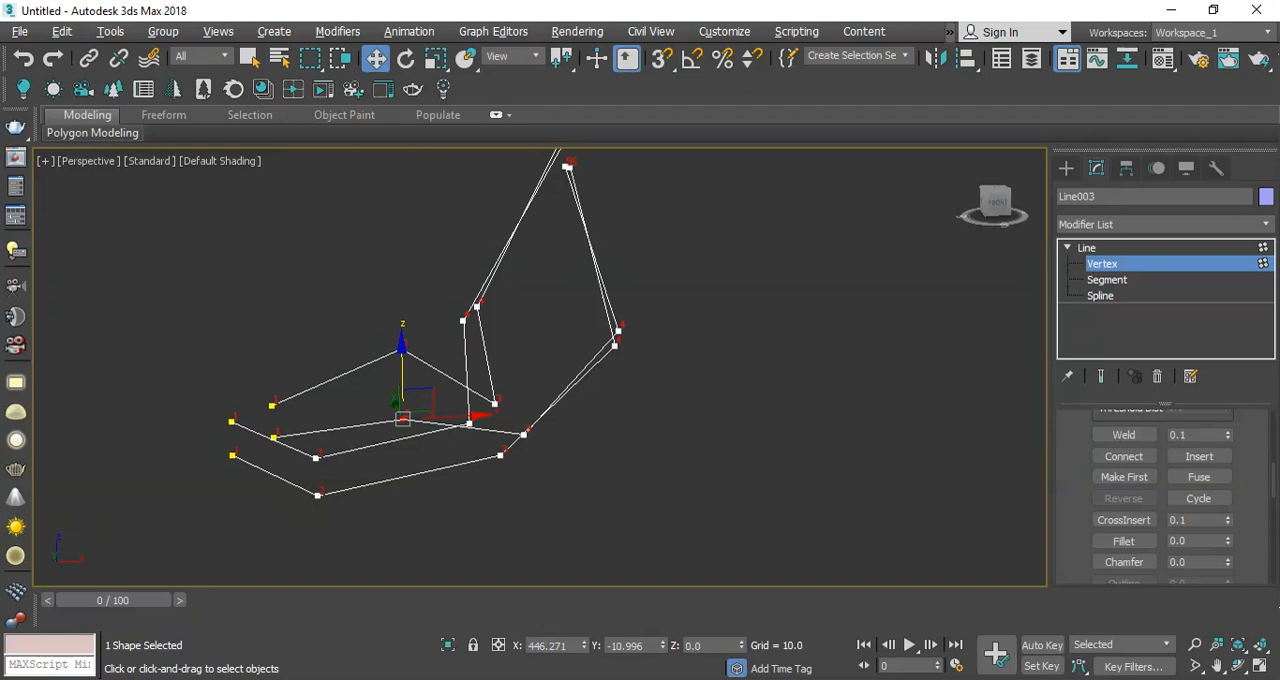 Untitled - Autodesk 3ds Max 2018
File Edit Tools Group Views Create Modifiers Animation Graph Editors Rendering Civil View Customize Scripting Content » Sign In Workspaces: Workspace_1
All View Create Selection Se
Modeling Freeform Selection Object Paint Populate
Polygon Modeling
[+] [Perspective] [Standard] [Default Shading]
FRONT
Line003
Modifier List
Line
Vertex
Segment
Spline
Weld 0.1
Connect Insert
Make First Fuse
Reverse Cycle
CrossInsert 0.1
Fillet 0.0
Chamfer 0.0
z
z
x
< 0 / 100 >
1 Shape Selected X: 446.271 Y: -10.996 Z: 0.0 Grid = 10.0 Auto Key Selected
MAXScript Mi Click or click-and-drag to select objects Add Time Tag 0 Set Key Key Filters...